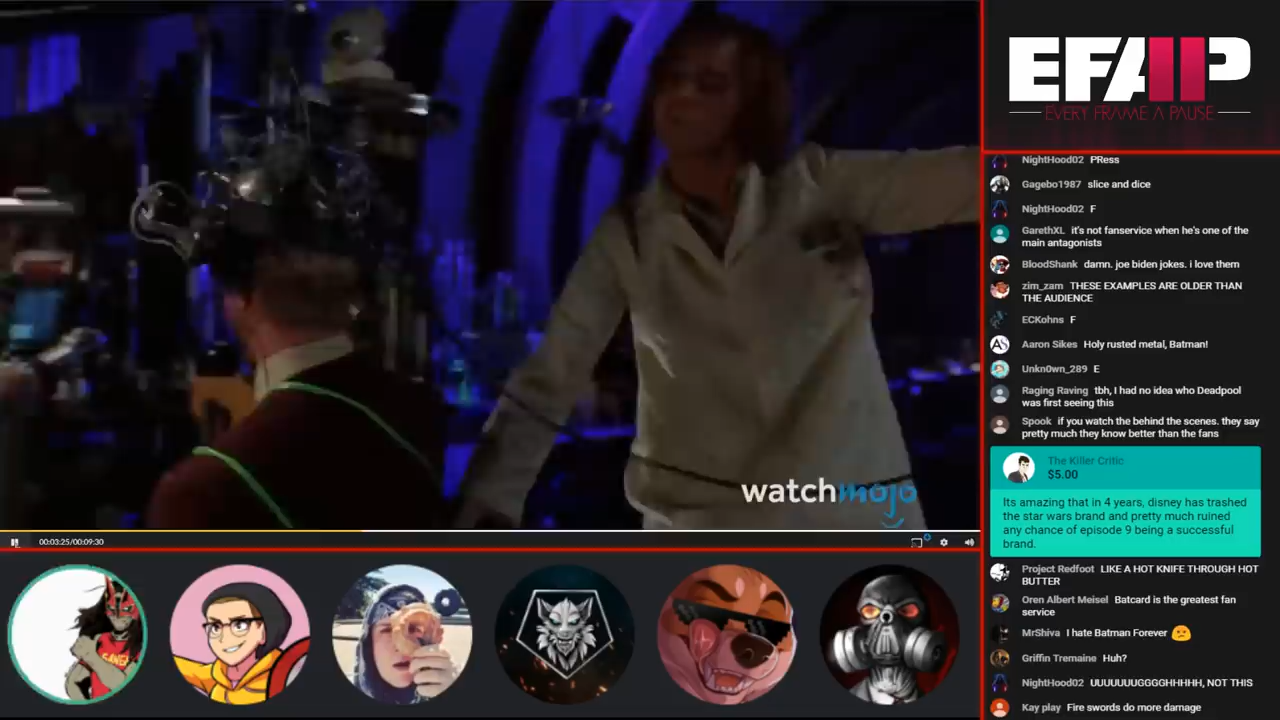 watchmojo
00:03:25/00:09:30
EFAP
EVERY FRAME A PAUSE
NightHood02 PRess
Gagebo1987 slice and dice
NightHood02 F
GarethXL it's not fanservice when he's one of the
main antagonists
BloodShank damn. joe biden jokes. i love them
zim_zam THESE EXAMPLES ARE OLDER THAN
THE AUDIENCE
ECKohns F
AS
Aaron Sikes Holy rusted metal, Batman!
Unkn0wn_289 E
Raging Raving tbh, I had no idea who Deadpool
was first seeing this
Spook if you watch the behind the scenes. they say
pretty much they know better than the fans
The Killer Critic
$5.00
Its amazing that in 4 years, disney has trashed
the star wars brand and pretty much ruined
any chance of episode 9 being a successful
brand.
Project Redfoot LIKE A HOT KNIFE THROUGH HOT
BUTTER
Oren Albert Meisel Batcard is the greatest fan
service
MrShiva I hate Batman Forever
Griffin Tremaine Huh?
NightHood02 UUUUUUUGGGGHHHHH, NOT THIS
Kay play Fire swords do more damage